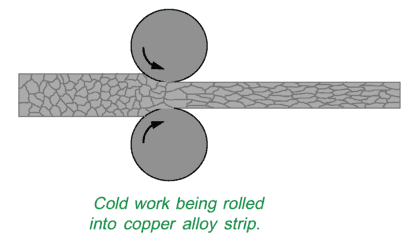 Cold work being rolled
into copper alloy strip.